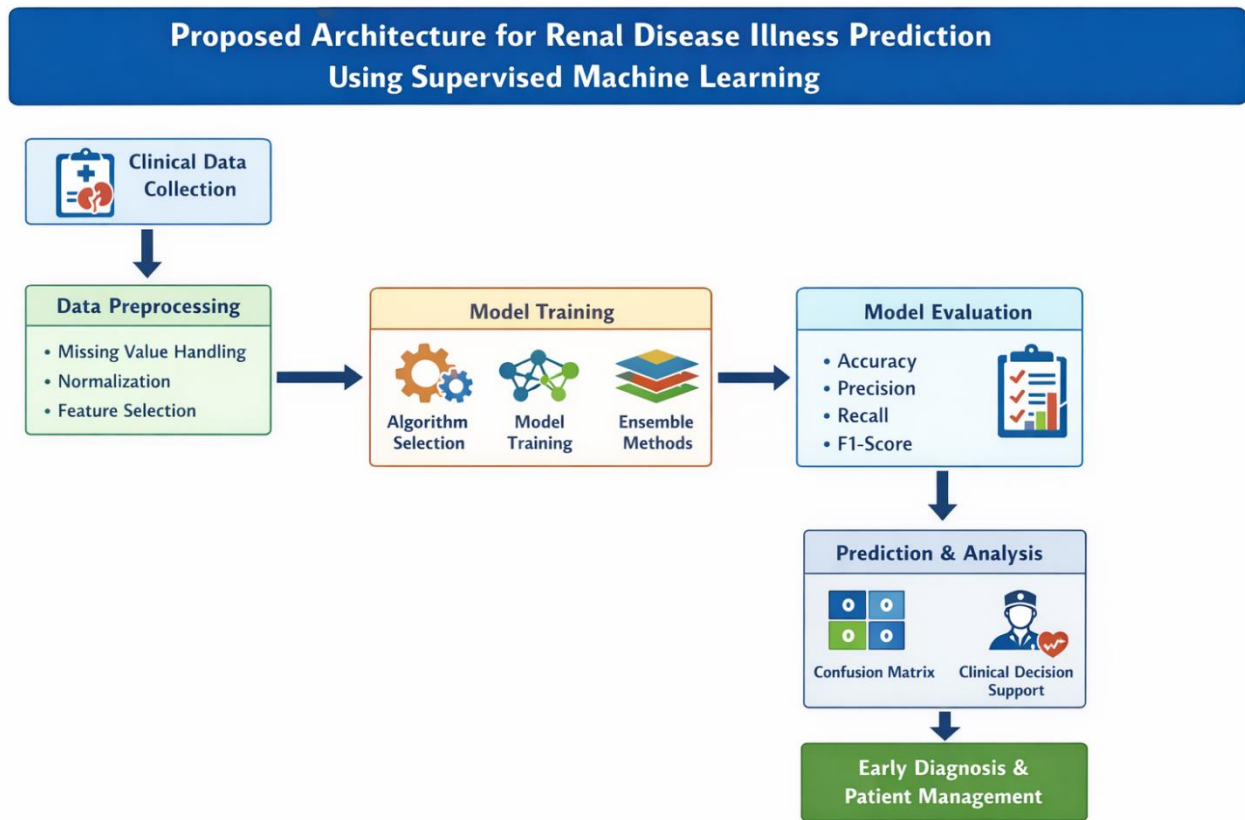 Proposed Architecture for Renal Disease Illness Prediction
Using Supervised Machine Learning
Clinical Data
Collection
Data Preprocessing
• Missing Value Handling
• Normalization
• Feature Selection
Model Training
Algorithm
Selection
Model
Training
Ensemble
Methods
Model Evaluation
• Accuracy
• Precision
• Recall
• F1-Score
Prediction & Analysis
0 0
0 0
Confusion Matrix
Clinical Decision
Support
Early Diagnosis &
Patient Management